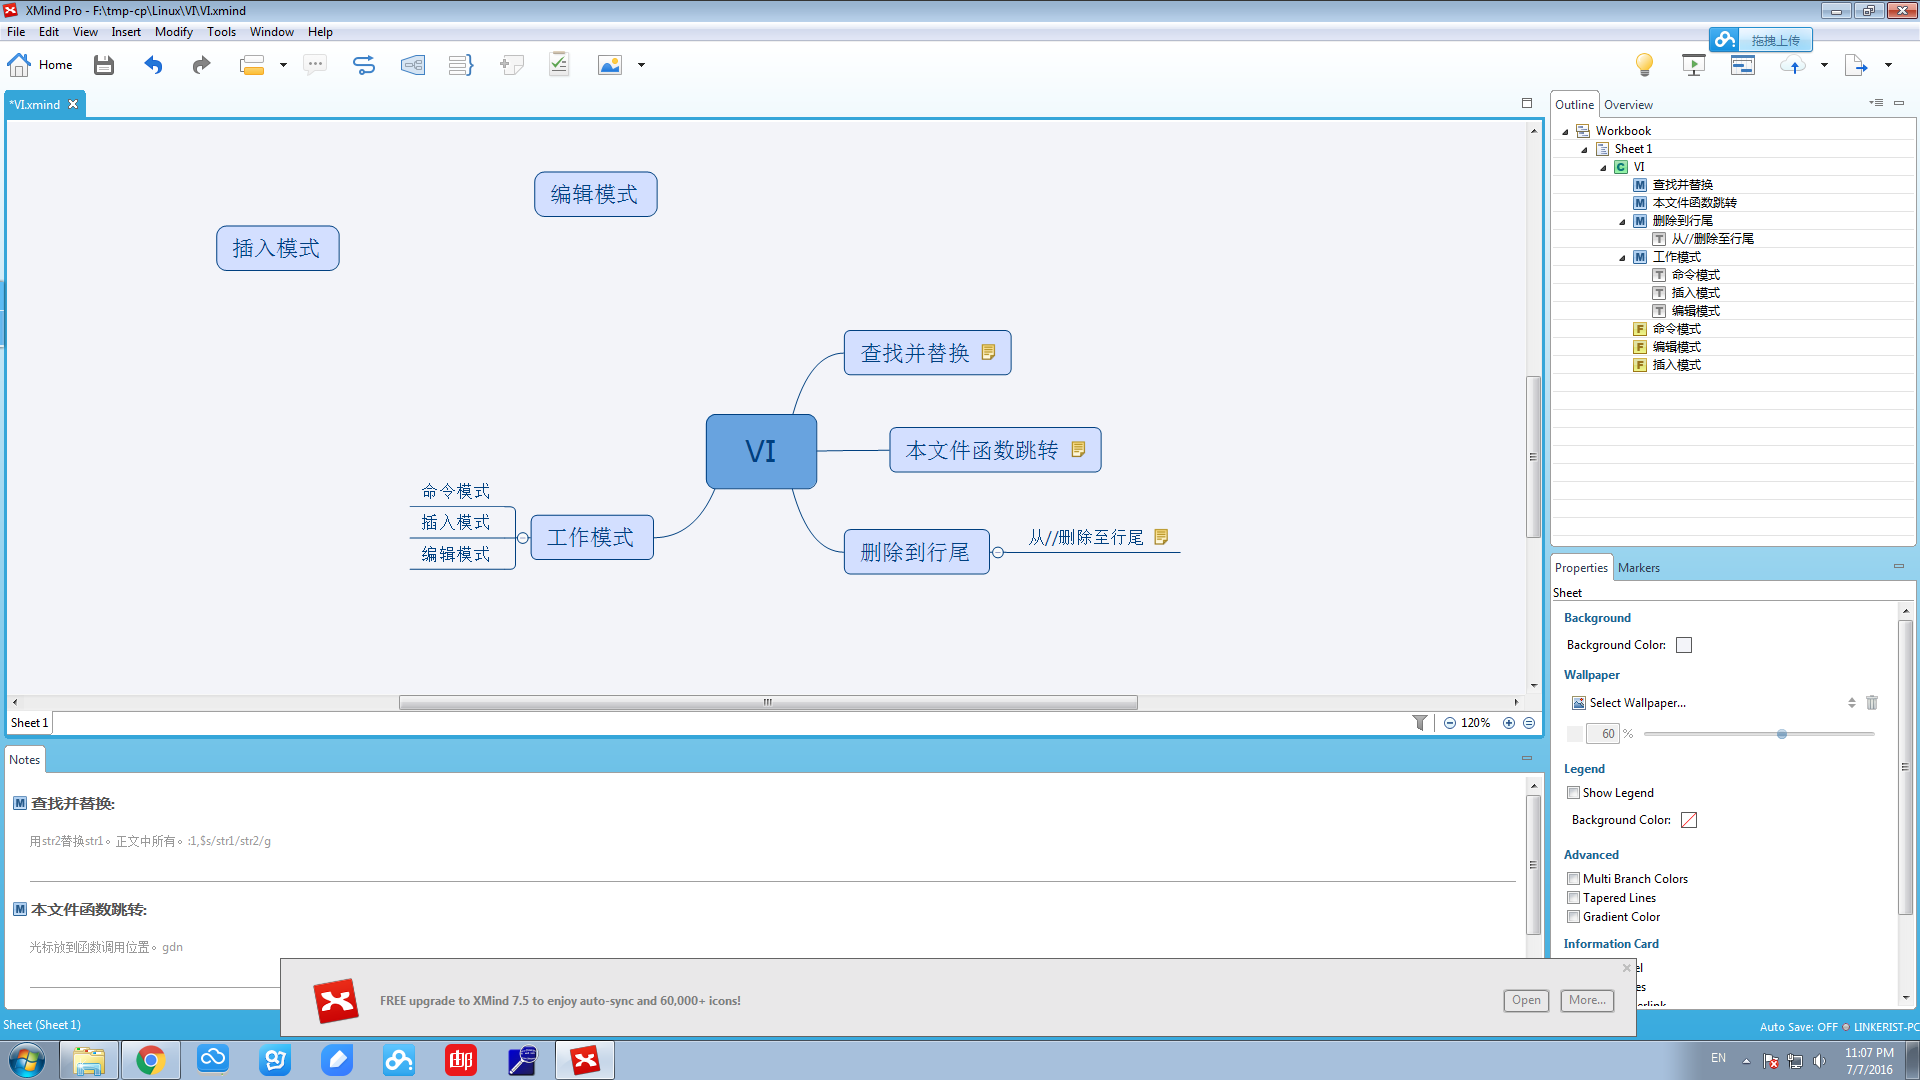 XMind Pro - F:\tmp-cp\Linux\VI\VI.xmind
File Edit View Insert Modify Tools Window Help
拖拽上传
Home
*VI.xmind
编辑模式
插入模式
查找并替换
VI
本文件函数跳转
命令模式
插入模式
编辑模式
工作模式
删除到行尾
从//删除至行尾
Sheet 1
120%
Outline Overview
Workbook
Sheet 1
C VI
M 查找并替换
M 本文件函数跳转
M 删除到行尾
T 从//删除至行尾
M 工作模式
T 命令模式
T 插入模式
T 编辑模式
F 命令模式
F 编辑模式
F 插入模式
Properties Markers
Sheet
Background
Background Color:
Wallpaper
Select Wallpaper...
60 %
Legend
Show Legend
Background Color:
Advanced
Multi Branch Colors
Tapered Lines
Gradient Color
Information Card
Notes
M 查找并替换:
用str2替换str1。正文中所有。:1,$s/str1/str2/g
M 本文件函数跳转:
光标放到函数调用位置。gdn
FREE upgrade to XMind 7.5 to enjoy auto-sync and 60,000+ icons!
Open More...
Sheet (Sheet 1)
Auto Save: OFF LINKERIST-PC
EN
11:07 PM
7/7/2016